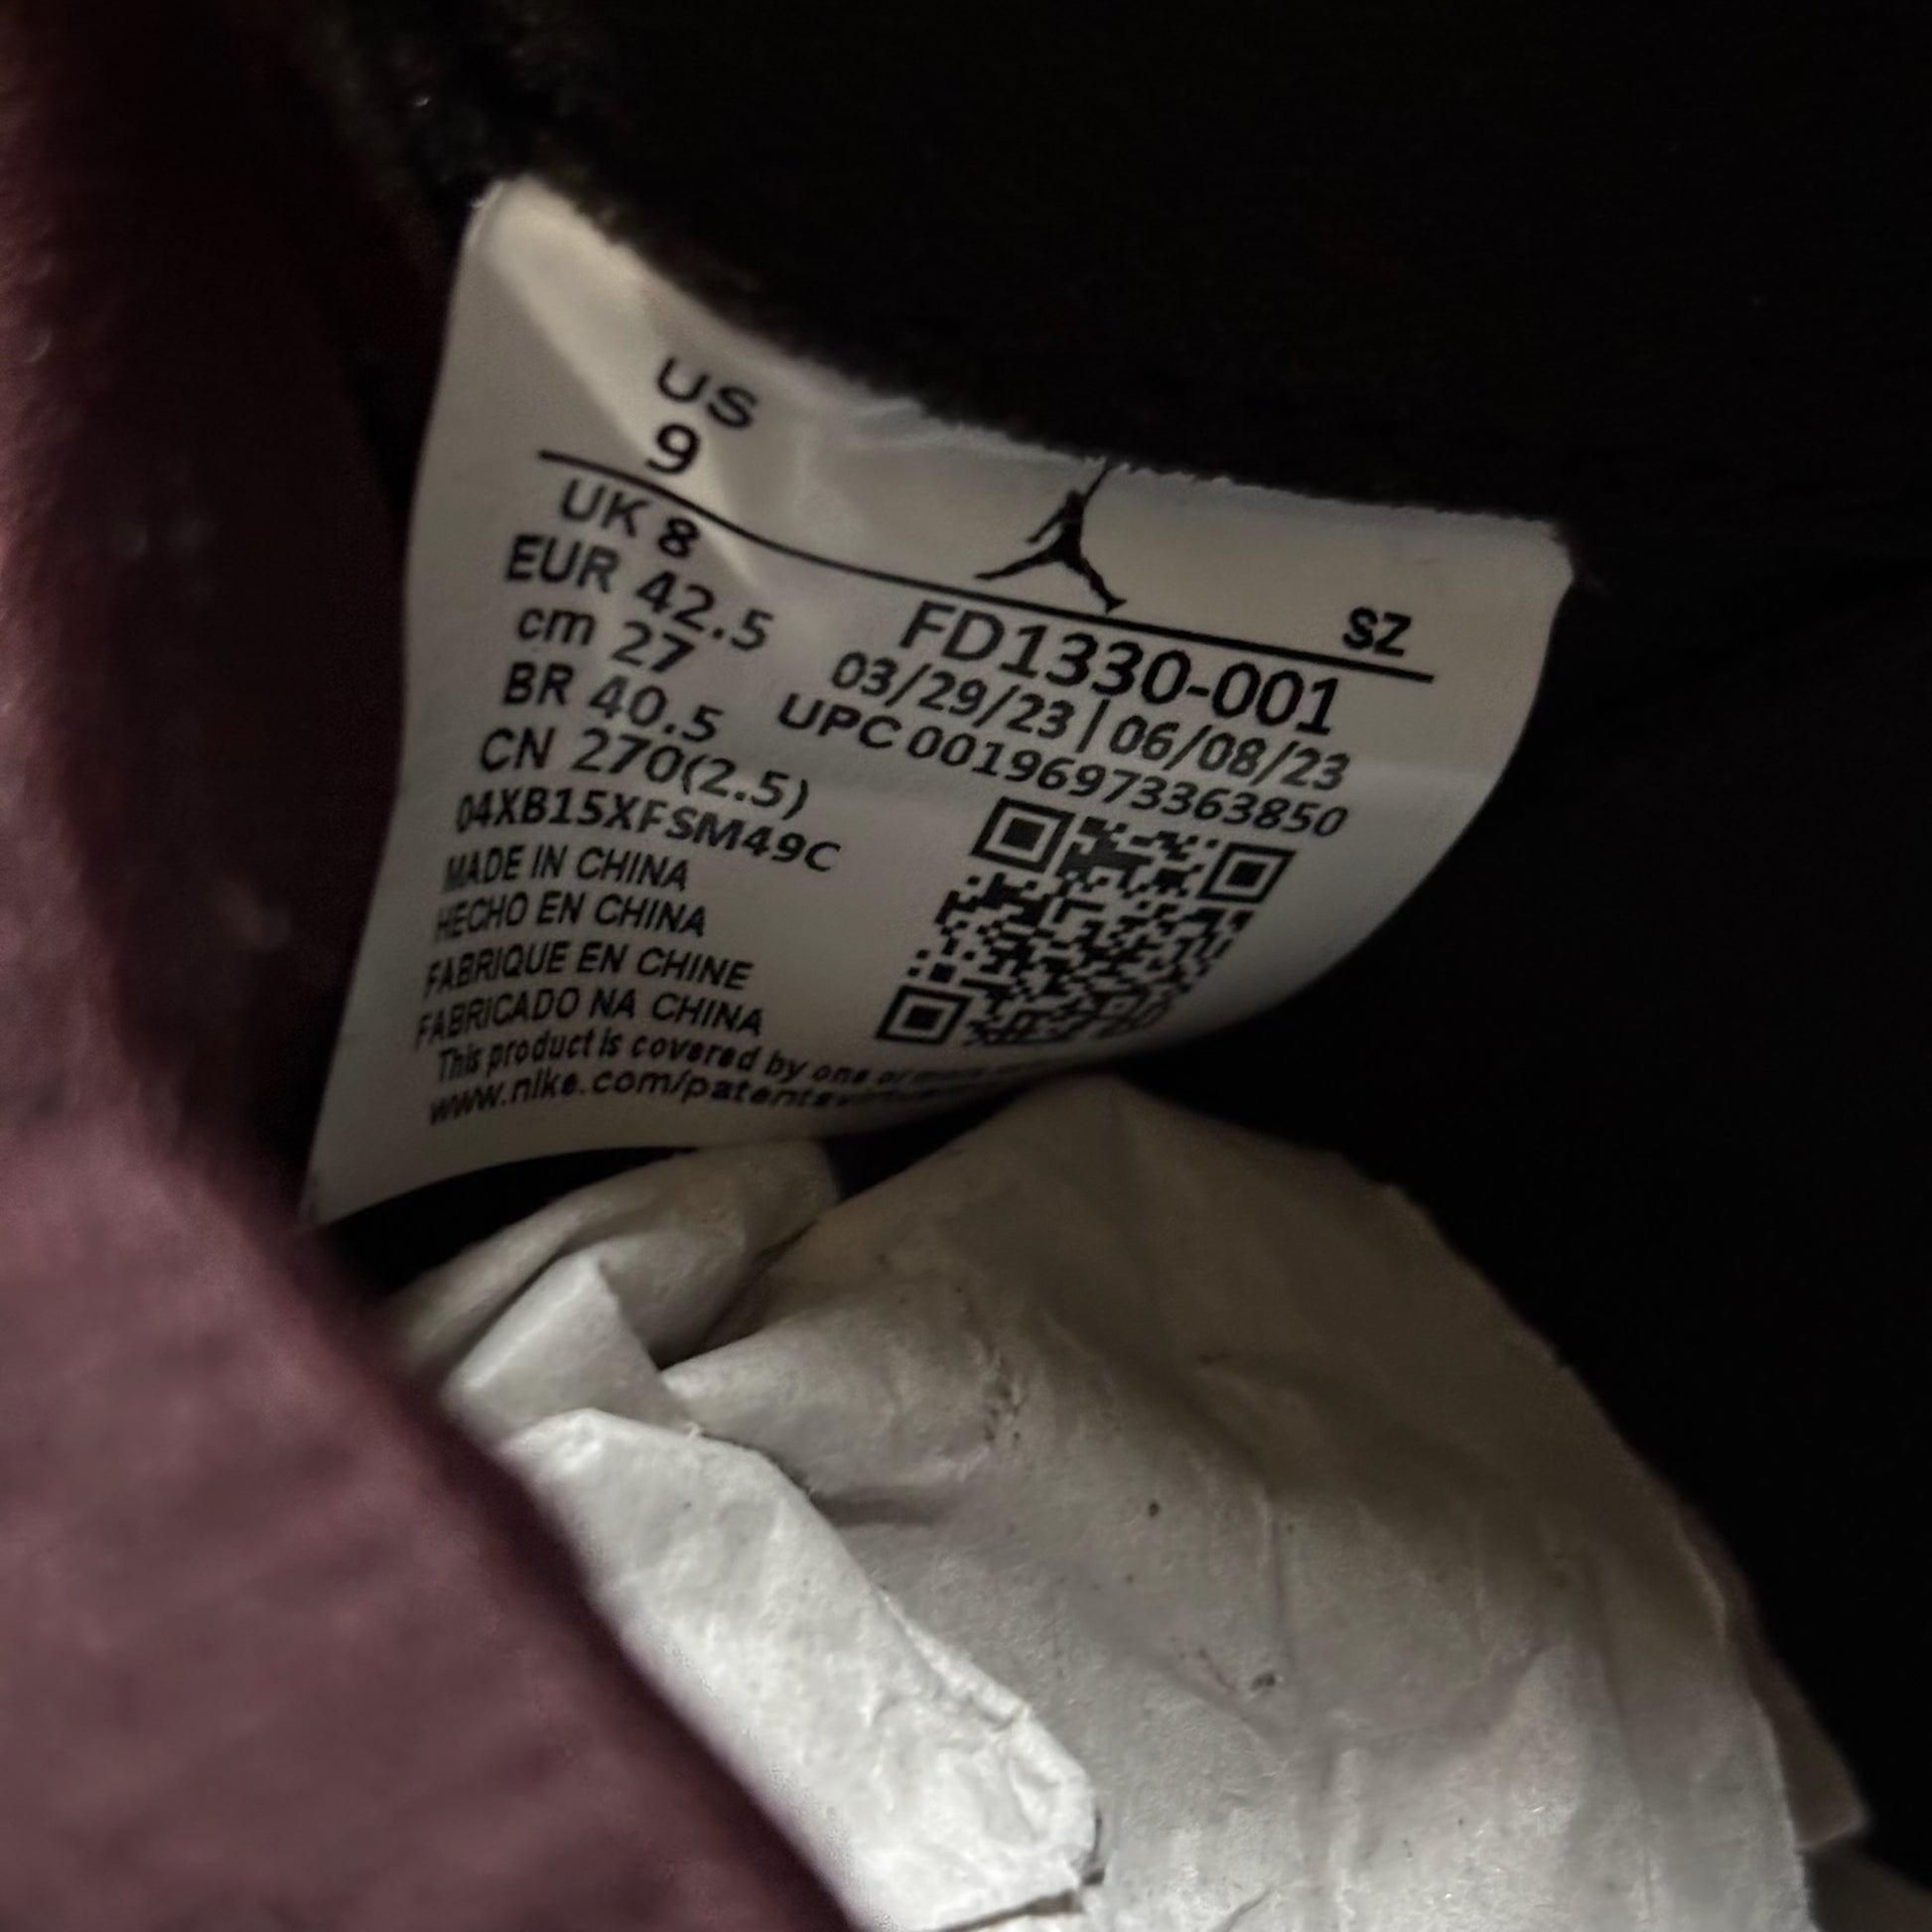 US
9
SZ
UK 8
EUR 42.5
cm 27
BR 40.5
CN 270(2.5)
04XB15XFSM49C
MADE IN CHINA
HECHO EN CHINA
FABRIQUE EN CHINE
FABRICADO NA CHINA
FD1330-001
03/29/23 | 06/08/23
UPC 00196973363850
This product is covered by one or more
www.nike.com/patents